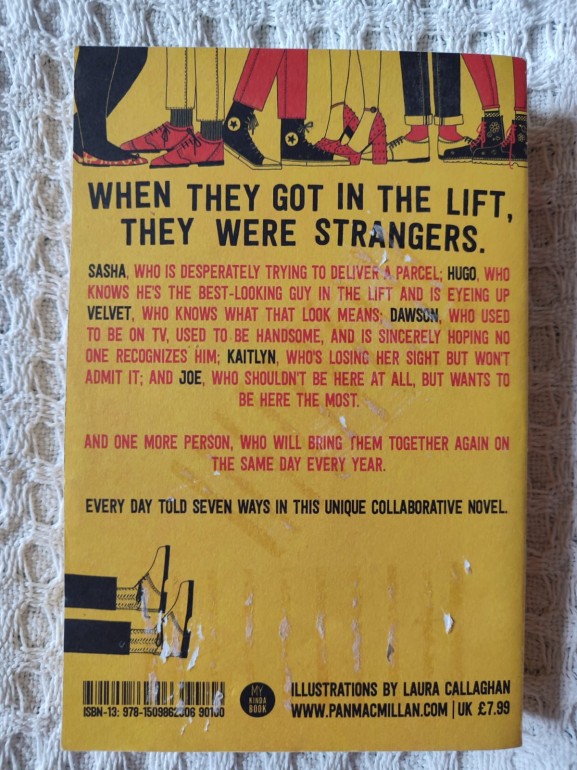 WHEN THEY GOT IN THE LIFT,
THEY WERE STRANGERS.
SASHA, WHO IS DESPERATELY TRYING TO DELIVER A PARCEL; HUGO, WHO
KNOWS HE'S THE BEST-LOOKING GUY IN THE LIFT AND IS EYEING UP
VELVET, WHO KNOWS WHAT THAT LOOK MEANS; DAWSON, WHO USED
TO BE ON TV, USED TO BE HANDSOME, AND IS SINCERELY HOPING NO
ONE RECOGNIZES HIM; KAITLYN, WHO'S LOSING HER SIGHT BUT WON'T
ADMIT IT; AND JOE, WHO SHOULDN'T BE HERE AT ALL, BUT WANTS TO
BE HERE THE MOST.
AND ONE MORE PERSON, WHO WILL BRING THEM TOGETHER AGAIN ON
THE SAME DAY EVERY YEAR.
EVERY DAY TOLD SEVEN WAYS IN THIS UNIQUE COLLABORATIVE NOVEL.
ISBN-13:
MY
KINDA
BOOK
ILLUSTRATIONS BY LAURA CALLAGHAN
WWW.PANMACMILLAN.COM | UK £7.99